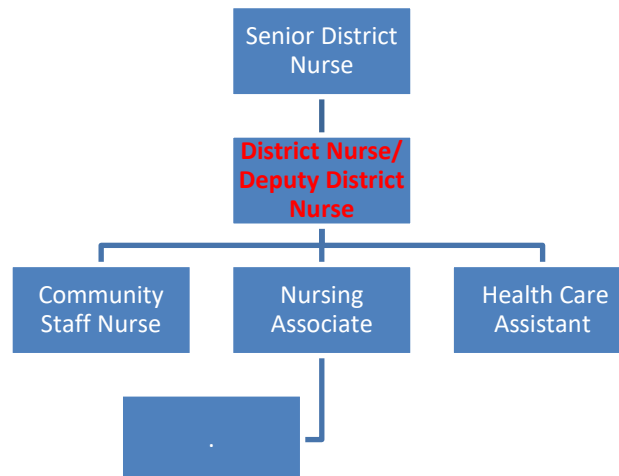 Senior District
Nurse
District Nurse/
Deputy District
Nurse
Community
Staff Nurse
Nursing
Associate
Health Care
Assistant
.